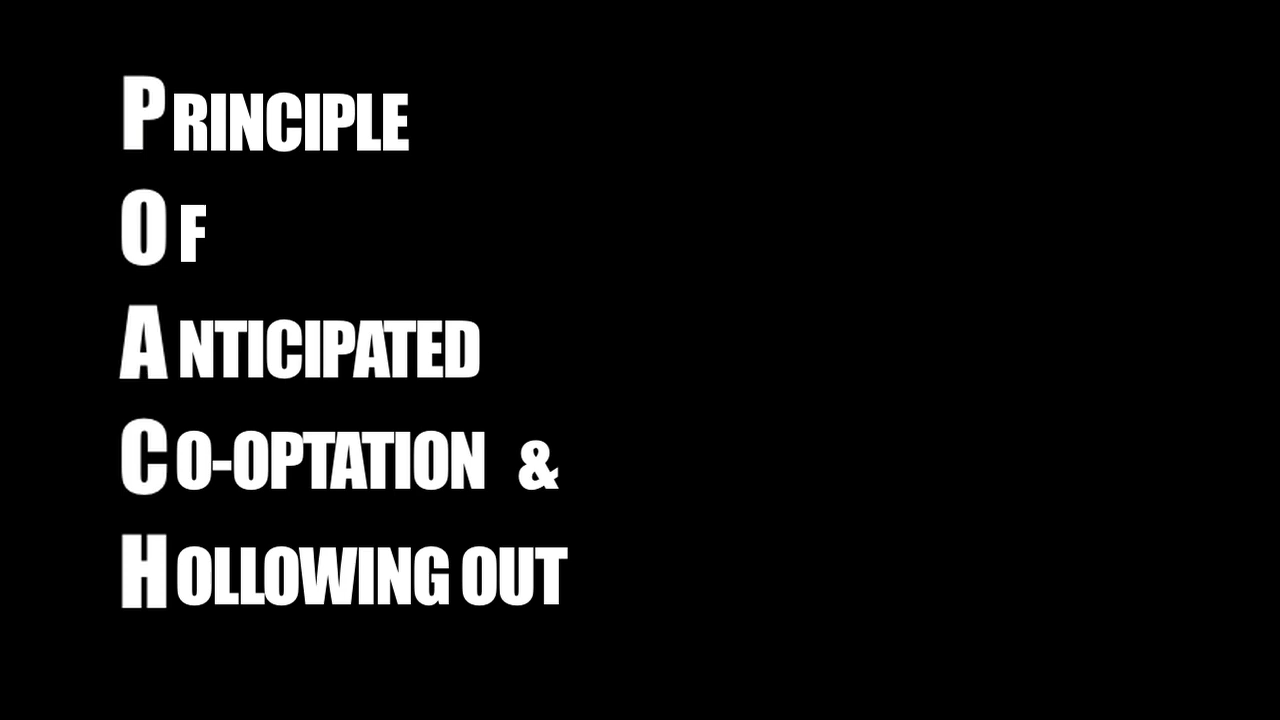 PRINCIPLE
OF
ANTICIPATED
CO-OPTATION &
HOLLOWING OUT